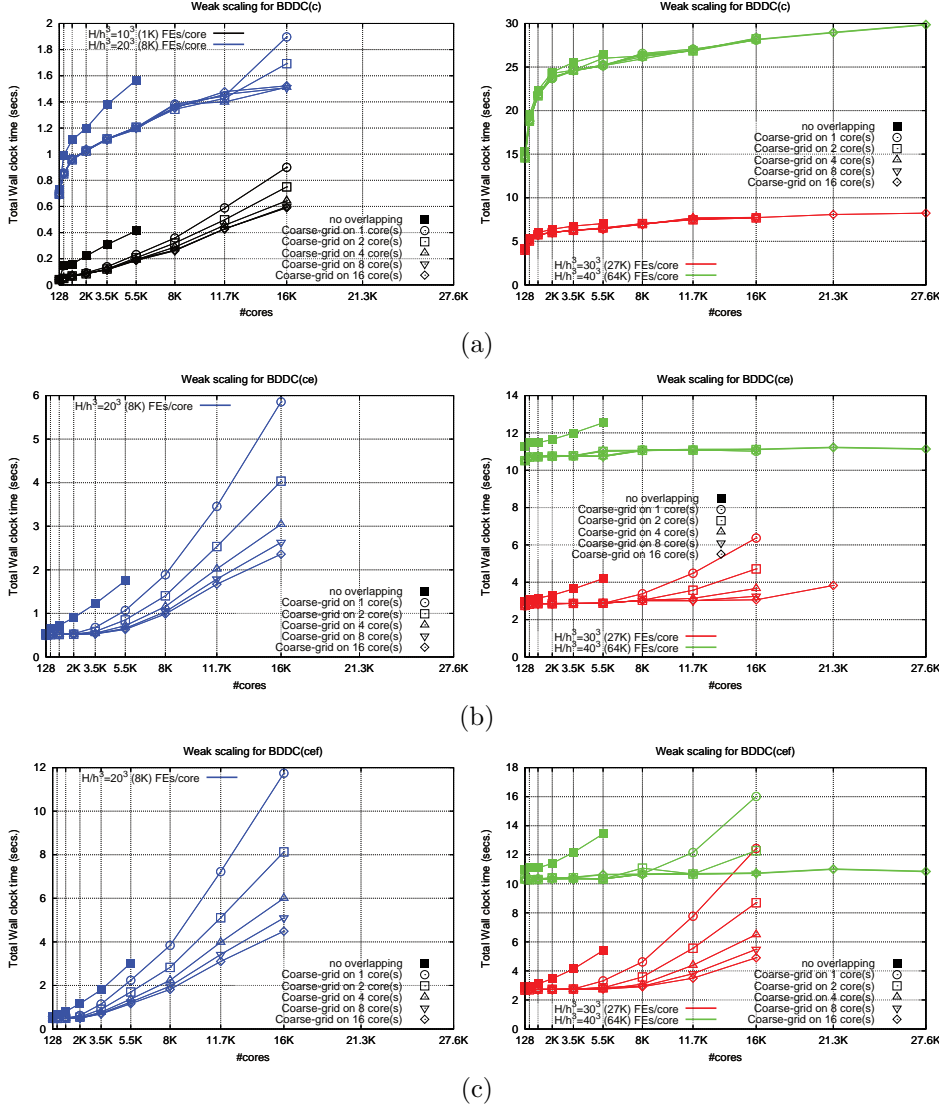 Weak scaling for BDDC(c)
H/h³=10³ (1K) FEs/core
H/h³=20³ (8K) FEs/core
Total Wall clock time (secs.)
2
1.8
1.6
1.4
1.2
1
0.8
0.6
0.4
0.2
0
no overlapping
Coarse-grid on 1 core(s)
Coarse-grid on 2 core(s)
Coarse-grid on 4 core(s)
Coarse-grid on 8 core(s)
Coarse-grid on 16 core(s)
128 2K 3.5K 5.5K 8K 11.7K 16K 21.3K 27.6K
#cores
Weak scaling for BDDC(c)
Total Wall clock time (secs.)
30
25
20
15
10
5
0
no overlapping
Coarse-grid on 1 core(s)
Coarse-grid on 2 core(s)
Coarse-grid on 4 core(s)
Coarse-grid on 8 core(s)
Coarse-grid on 16 core(s)
H/h³=30³ (27K) FEs/core
H/h³=40³ (64K) FEs/core
128 2K 3.5K 5.5K 8K 11.7K 16K 21.3K 27.6K
#cores
(a)
Weak scaling for BDDC(ce)
H/h³=20³ (8K) FEs/core
Total Wall clock time (secs.)
6
5
4
3
2
1
0
no overlapping
Coarse-grid on 1 core(s)
Coarse-grid on 2 core(s)
Coarse-grid on 4 core(s)
Coarse-grid on 8 core(s)
Coarse-grid on 16 core(s)
128 2K 3.5K 5.5K 8K 11.7K 16K 21.3K 27.6K
#cores
Weak scaling for BDDC(ce)
Total Wall clock time (secs.)
14
12
10
8
6
4
2
0
no overlapping
Coarse-grid on 1 core(s)
Coarse-grid on 2 core(s)
Coarse-grid on 4 core(s)
Coarse-grid on 8 core(s)
Coarse-grid on 16 core(s)
H/h³=30³ (27K) FEs/core
H/h³=40³ (64K) FEs/core
128 2K 3.5K 5.5K 8K 11.7K 16K 21.3K 27.6K
#cores
(b)
Weak scaling for BDDC(cef)
H/h³=20³ (8K) FEs/core
Total Wall clock time (secs.)
12
10
8
6
4
2
0
no overlapping
Coarse-grid on 1 core(s)
Coarse-grid on 2 core(s)
Coarse-grid on 4 core(s)
Coarse-grid on 8 core(s)
Coarse-grid on 16 core(s)
128 2K 3.5K 5.5K 8K 11.7K 16K 21.3K 27.6K
#cores
Weak scaling for BDDC(cef)
Total Wall clock time (secs.)
18
16
14
12
10
8
6
4
2
0
no overlapping
Coarse-grid on 1 core(s)
Coarse-grid on 2 core(s)
Coarse-grid on 4 core(s)
Coarse-grid on 8 core(s)
Coarse-grid on 16 core(s)
H/h³=30³ (27K) FEs/core
H/h³=40³ (64K) FEs/core
128 2K 3.5K 5.5K 8K 11.7K 16K 21.3K 27.6K
#cores
(c)